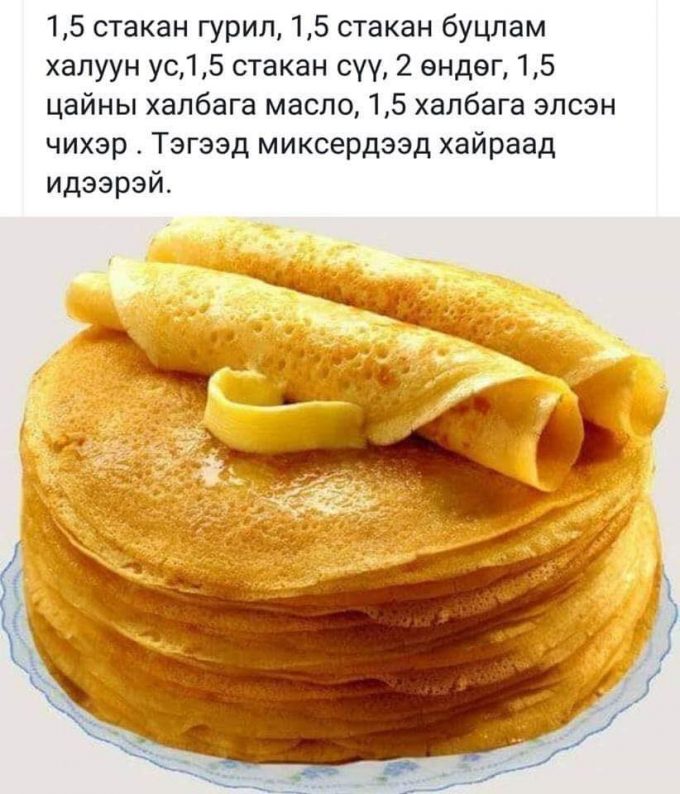 1,5 стакан гурил, 1,5 стакан буцлам
халуун ус,1,5 стакан сүү, 2 өндөг, 1,5
цайны халбага масло, 1,5 халбага элсэн
чихэр . Тэгээд миксердээд хайраад
идээрэй.